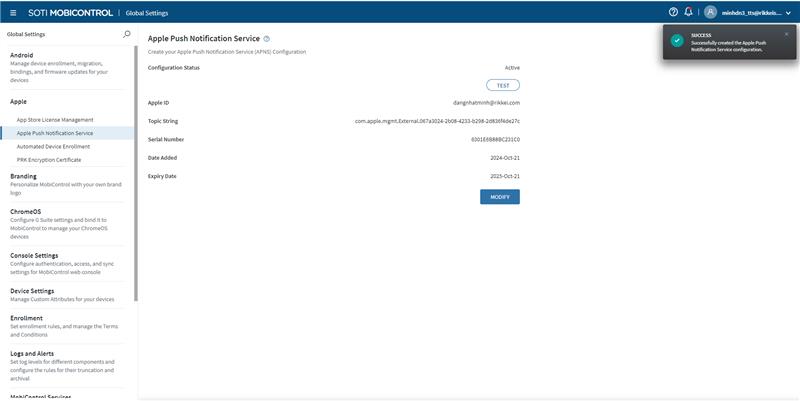 SOTI MOBICONTROL | Global Settings
minhdn3_tts@rikkeis....
Global Settings
Android
Manage device enrollment, migration,
bindings, and firmware updates for your
devices
Apple
App Store License Management
Apple Push Notification Service
Automated Device Enrollment
PRK Encryption Certificate
Branding
Personalize MobiControl with your own brand
logo
ChromeOS
Configure G Suite settings and bind it to
MobiControl to manage your ChromeOS
devices
Console Settings
Configure authentication, access, and sync
settings for MobiControl web console
Device Settings
Manage Custom Attributes for your devices
Enrollment
Set enrollment rules, and manage the Terms
and Conditions
Logs and Alerts
Set log levels for different components and
configure the rules for their truncation and
archival
MobiControl Services
Apple Push Notification Service
Create your Apple Push Notification Service (APNS) Configuration
Configuration Status Active
TEST
Apple ID dangnhatminh@rikkei.com
Topic String com.apple.mgmt.External.067a3024-2b08-4233-b298-2d836f4de27c
Serial Number 6301E6B88BC231C0
Date Added 2024-Oct-21
Expiry Date 2025-Oct-21
MODIFY
SUCCESS
Successfully created the Apple Push
Notification Service configuration.